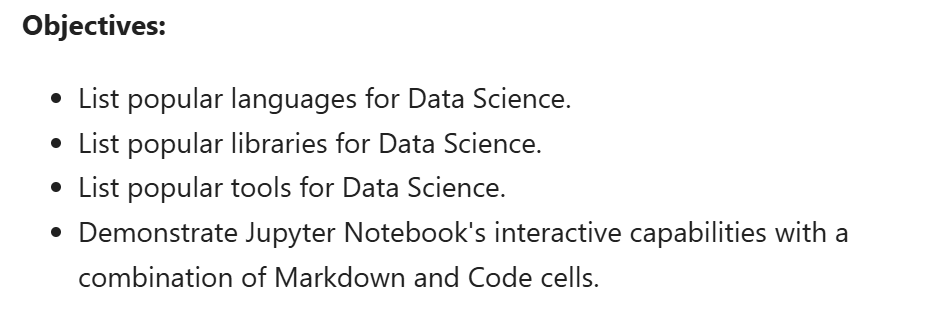 Objectives:
• List popular languages for Data Science.
• List popular libraries for Data Science.
• List popular tools for Data Science.
• Demonstrate Jupyter Notebook's interactive capabilities with a
combination of Markdown and Code cells.